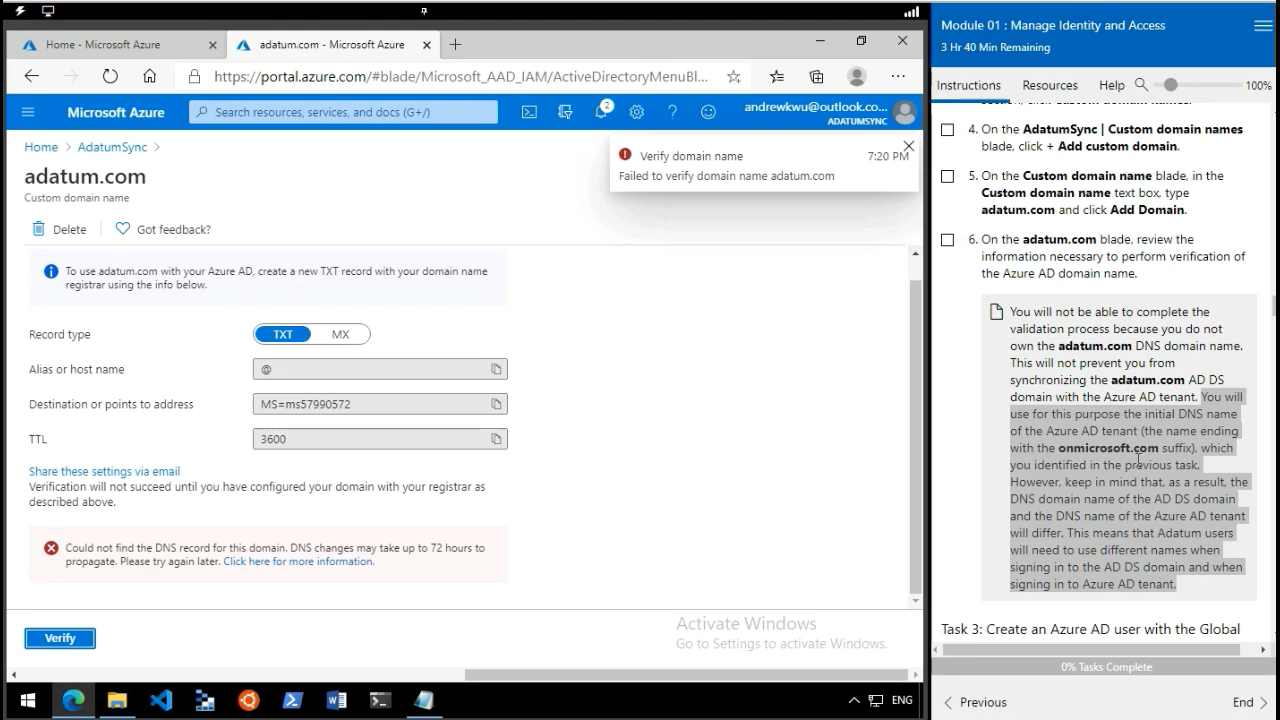 Home - Microsoft Azure
adatum.com - Microsoft Azure
https://portal.azure.com/#blade/Microsoft_AAD_IAM/ActiveDirectoryMenuBl...
Microsoft Azure
Search resources, services, and docs (G+/)
2
andrewkwu@outlook.co...
ADATUMSYNC
Home > AdatumSync >
adatum.com
Custom domain name
Verify domain name 7:20 PM
Failed to verify domain name adatum.com
Delete
Got feedback?
To use adatum.com with your Azure AD, create a new TXT record with your domain name
registrar using the info below.
Record type
TXT MX
Alias or host name
@
Destination or points to address
MS=ms57990572
TTL
3600
Share these settings via email
Verification will not succeed until you have configured your domain with your registrar as
described above.
Could not find the DNS record for this domain. DNS changes may take up to 72 hours to
propagate. Please try again later. Click here for more information.
Verify
Activate Windows
Go to Settings to activate Windows.
ENG
Module 01 : Manage Identity and Access
3 Hr 40 Min Remaining
Instructions Resources Help 100%
4. On the AdatumSync | Custom domain names
blade, click + Add custom domain.
5. On the Custom domain name blade, in the
Custom domain name text box, type
adatum.com and click Add Domain.
6. On the adatum.com blade, review the
information necessary to perform verification of
the Azure AD domain name.
You will not be able to complete the
validation process because you do not
own the adatum.com DNS domain name.
This will not prevent you from
synchronizing the adatum.com AD DS
domain with the Azure AD tenant. You will
use for this purpose the initial DNS name
of the Azure AD tenant (the name ending
with the onmicrosoft.com suffix), which
you identified in the previous task.
However, keep in mind that, as a result, the
DNS domain name of the AD DS domain
and the DNS name of the Azure AD tenant
will differ. This means that Adatum users
will need to use different names when
signing in to the AD DS domain and when
signing in to Azure AD tenant.
Task 3: Create an Azure AD user with the Global
0% Tasks Complete
Previous
End